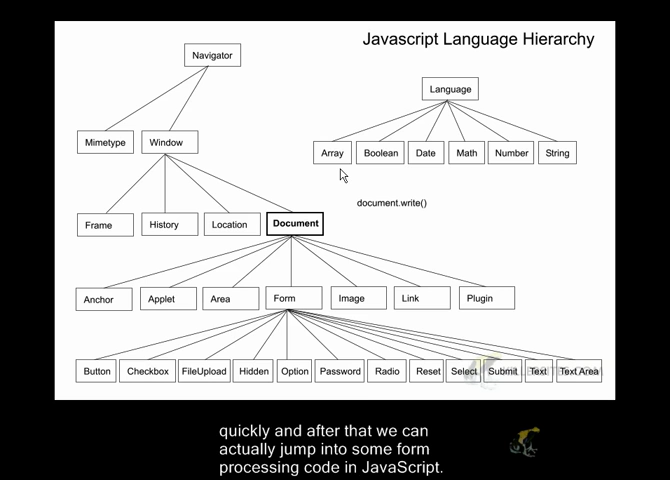 Javascript Language Hierarchy
Navigator
Language
Mimetype Window
Array Boolean Date Math Number String
document.write()
Frame History Location Document
Anchor Applet Area Form Image Link Plugin
Button Checkbox FileUpload Hidden Option Password Radio Reset Select Submit Text Text Area
quickly and after that we can
actually jump into some form
processing code in JavaScript.